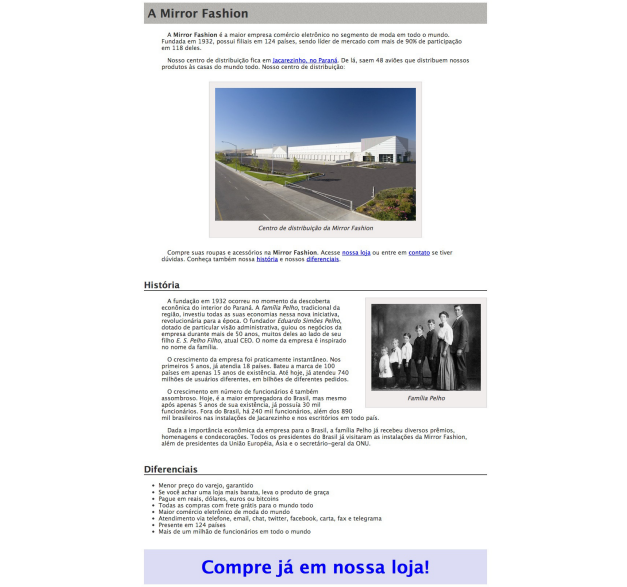 A Mirror Fashion
A Mirror Fashion é a maior empresa comércio eletrônico no segmento de moda em todo o mundo.
Fundada em 1932, possui filiais em 124 países, sendo líder de mercado com mais de 90% de participação
em 118 deles.
Nosso centro de distribuição fica em Jacarezinho, no Paraná. De lá, saem 48 aviões que distribuem nossos
produtos às casas do mundo todo. Nosso centro de distribuição:
Centro de distribuição da Mirror Fashion
Compre suas roupas e acessórios na Mirror Fashion. Acesse nossa loja ou entre em contato se tiver
dúvidas. Conheça também nossa história e nossos diferenciais.
História
A fundação em 1932 ocorreu no momento da descoberta
econônica do interior do Paraná. A família Pelho, tradicional da
região, investiu todas as suas economias nessa nova iniciativa,
revolucionária para a época. O fundador Eduardo Simões Pelho,
dotado de particular visão administrativa, guiou os negócios da
empresa durante mais de 50 anos, muitos deles ao lado de seu
filho E. S. Pelho Filho, atual CEO. O nome da empresa é inspirado
no nome da família.
O crescimento da empresa foi praticamente instantâneo. Nos
primeiros 5 anos, já atendia 18 países. Bateu a marca de 100
países em apenas 15 anos de existência. Até hoje, já atendeu 740
milhões de usuários diferentes, em bilhões de diferentes pedidos.
O crescimento em número de funcionários é também
assombroso. Hoje, é a maior empregadora do Brasil, mas mesmo
após apenas 5 anos de sua existência, já possuía 30 mil
funcionários. Fora do Brasil, há 240 mil funcionários, além dos 890
mil brasileiros nas instalações de Jacarezinho e nos escritórios em todo país.
Família Pelho
Dada a importância econômica da empresa para o Brasil, a família Pelho já recebeu diversos prêmios,
homenagens e condecorações. Todos os presidentes do Brasil já visitaram as instalações da Mirror Fashion,
além de presidentes da União Européia, Ásia e o secretário-geral da ONU.
Diferenciais
• Menor preço do varejo, garantido
• Se você achar uma loja mais barata, leva o produto de graça
• Pague em reais, dólares, euros ou bitcoins
• Todas as compras com frete grátis para o mundo todo
• Maior comércio eletrônico de moda do mundo
• Atendimento via telefone, email, chat, twitter, facebook, carta, fax e telegrama
• Presente em 124 países
• Mais de um milhão de funcionários em todo o mundo
Compre já em nossa loja!